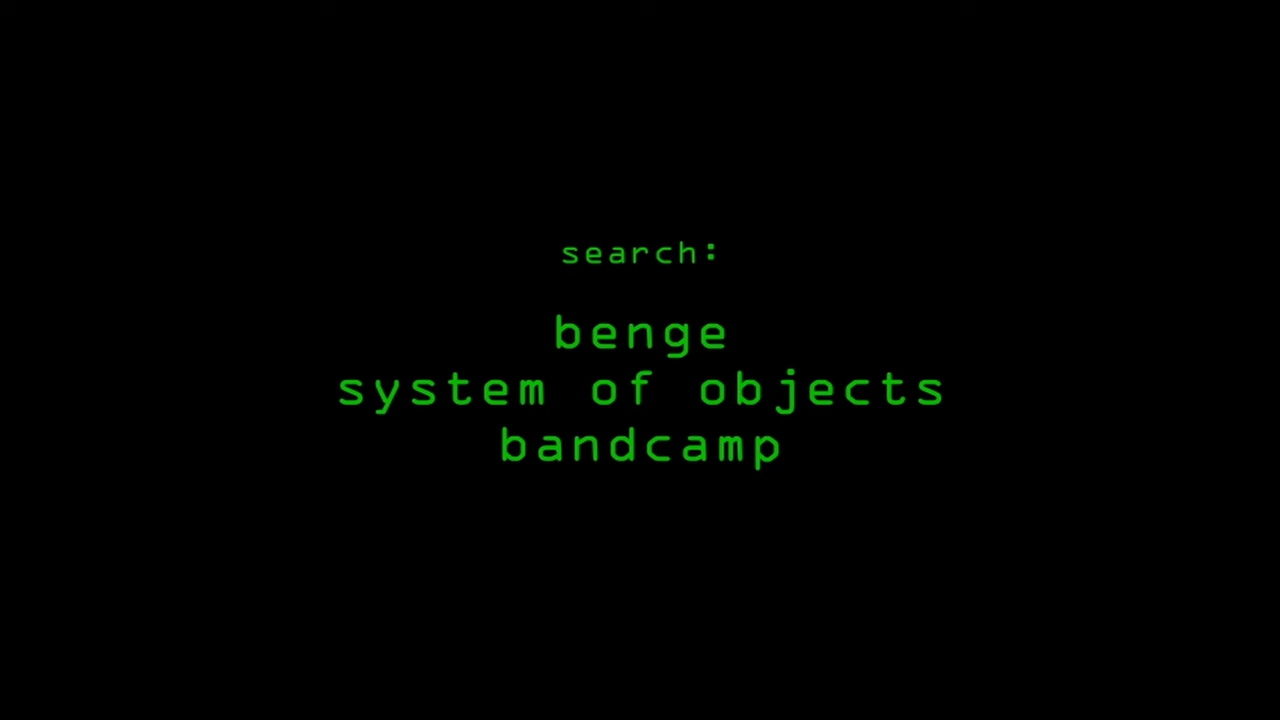 search:
benge
system of objects
bandcamp